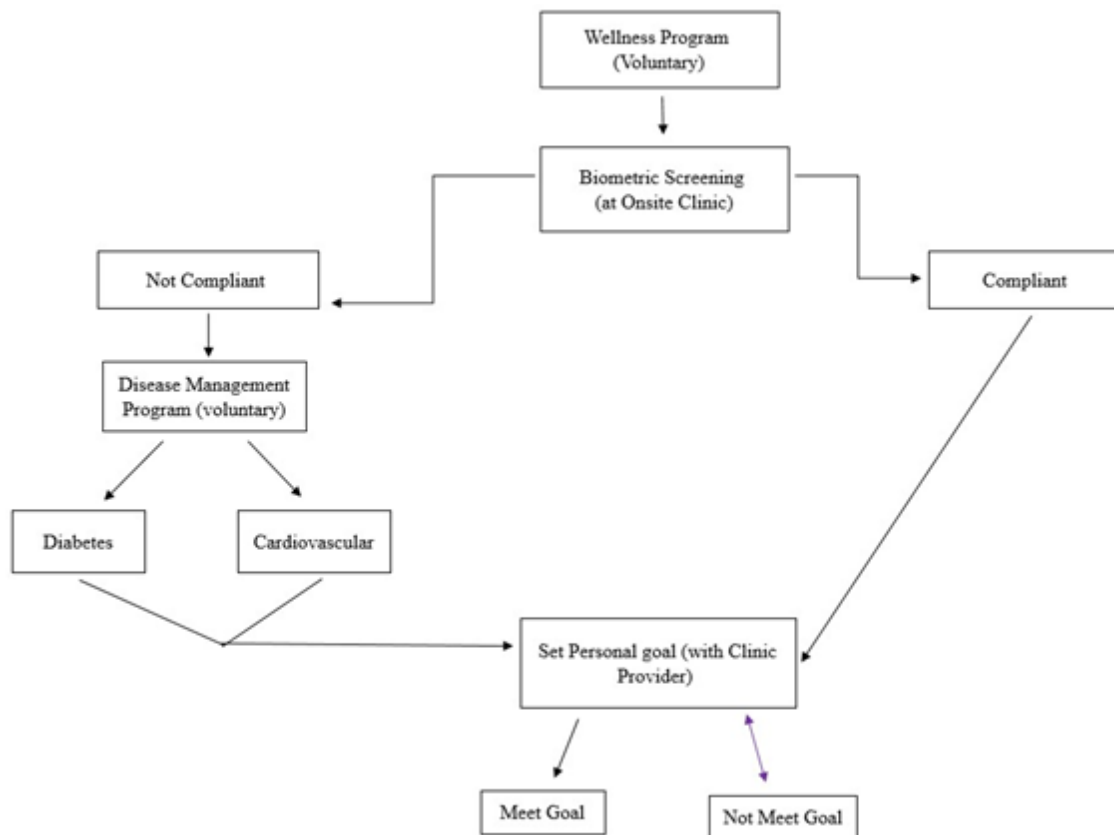 Wellness Program
(Voluntary)
Biometric Screening
(at Onsite Clinic)
Not Compliant
Compliant
Disease Management
Program (voluntary)
Diabetes
Cardiovascular
Set Personal goal (with Clinic
Provider)
Meet Goal
Not Meet Goal